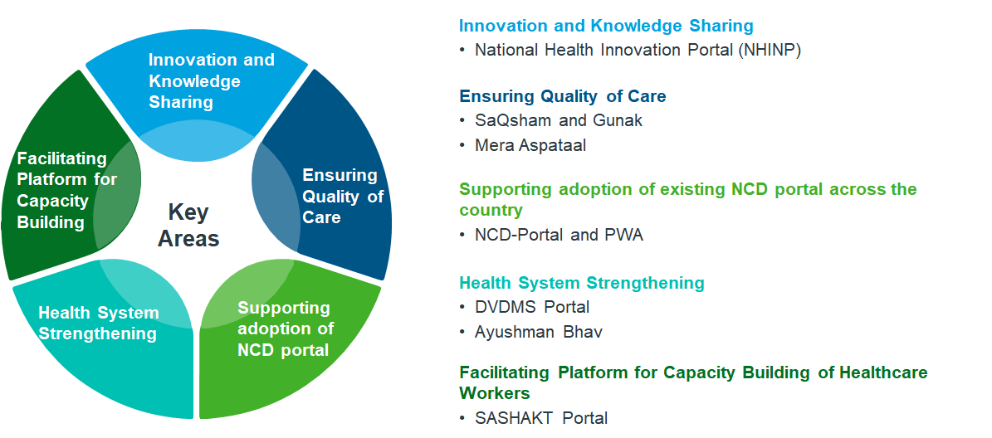 Innovation and
Knowledge
Sharing
Ensuring
Quality of
Care
Supporting
adoption of
NCD portal
Health System
Strengthening
Facilitating
Platform for
Capacity
Building
Key
Areas
Innovation and Knowledge Sharing
• National Health Innovation Portal (NHINP)
Ensuring Quality of Care
• SaQsham and Gunak
• Mera Aspataal
Supporting adoption of existing NCD portal across the
country
• NCD-Portal and PWA
Health System Strengthening
• DVDMS Portal
• Ayushman Bhav
Facilitating Platform for Capacity Building of Healthcare
Workers
• SASHAKT Portal